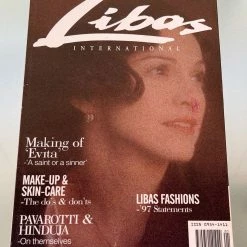 Libas
INTERNATIONAL
Making of
'Evita'
-'A saint or a sinner'
MAKE-UP &
SKIN-CARE
-The do's & don'ts
PAVAROTTI &
HINDUJA
-On themselves
LIBAS FASHIONS
-'97 Statements